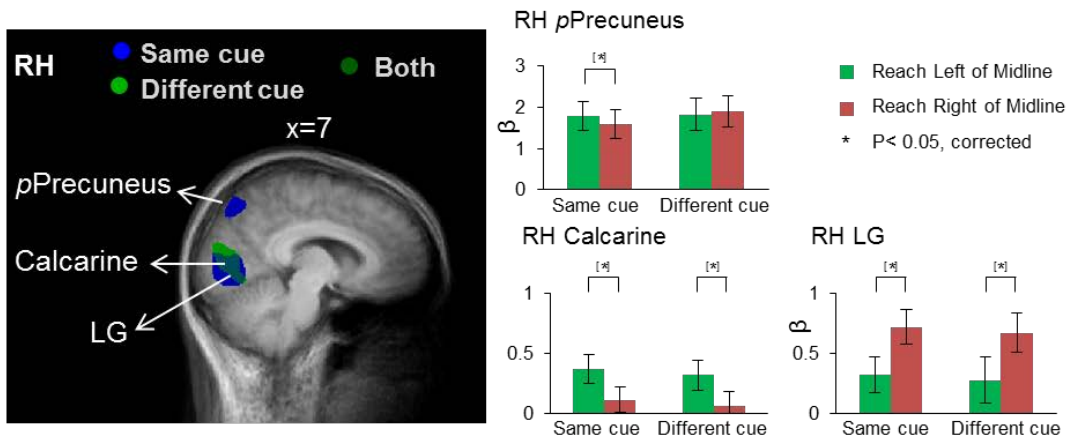 RH
Same cue
Different cue
Both
x=7
pPrecuneus
Calcarine
LG
RH pPrecuneus
[*]
3
2
1
0
β
Same cue
Different cue
Reach Left of Midline
Reach Right of Midline
* P< 0.05, corrected
RH Calcarine
[*]
[*]
1
0.5
0
Same cue
Different cue
RH LG
[*]
[*]
1
0.5
0
β
Same cue
Different cue